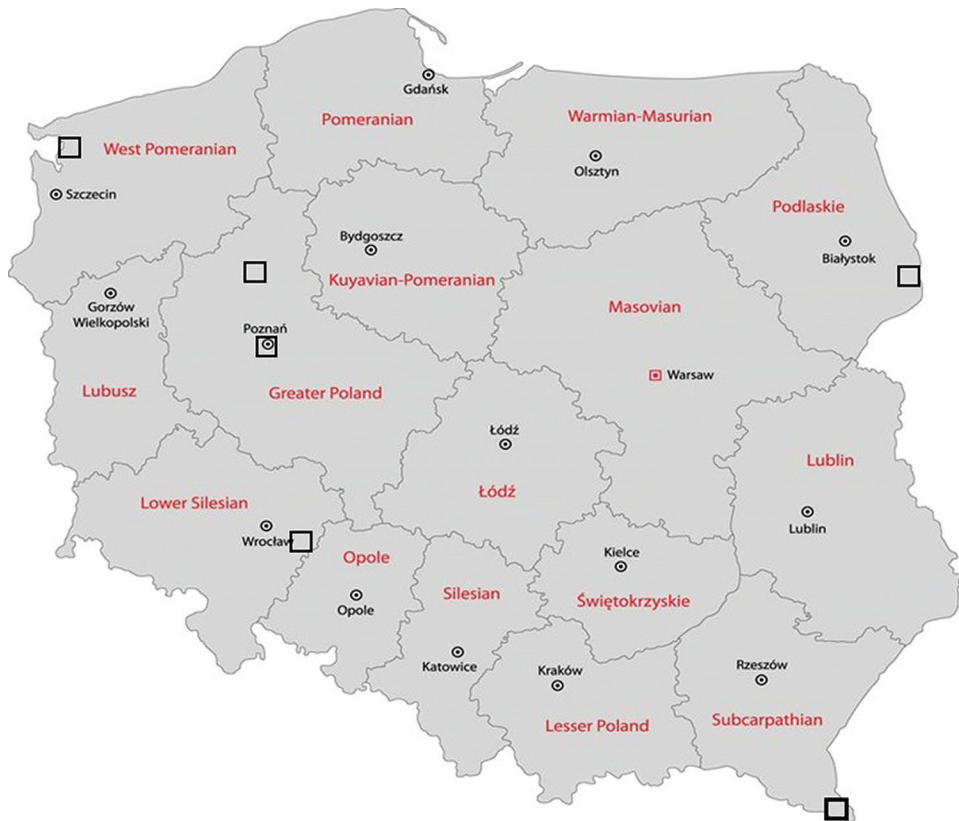 Gdańsk
Pomeranian
Warmian-Masurian
West Pomeranian
Olsztyn
Szczecin
Podlaskie
Bydgoszcz
Białystok
Kuyavian-Pomeranian
Gorzów
Wielkopolski
Masovian
Poznań
Warsaw
Lubusz
Greater Poland
Łódź
Lublin
Łódź
Lower Silesian
Lublin
Wrocław
Kielce
Opole
Silesian
Świętokrzyskie
Opole
Katowice
Kraków
Rzeszów
Lesser Poland
Subcarpathian